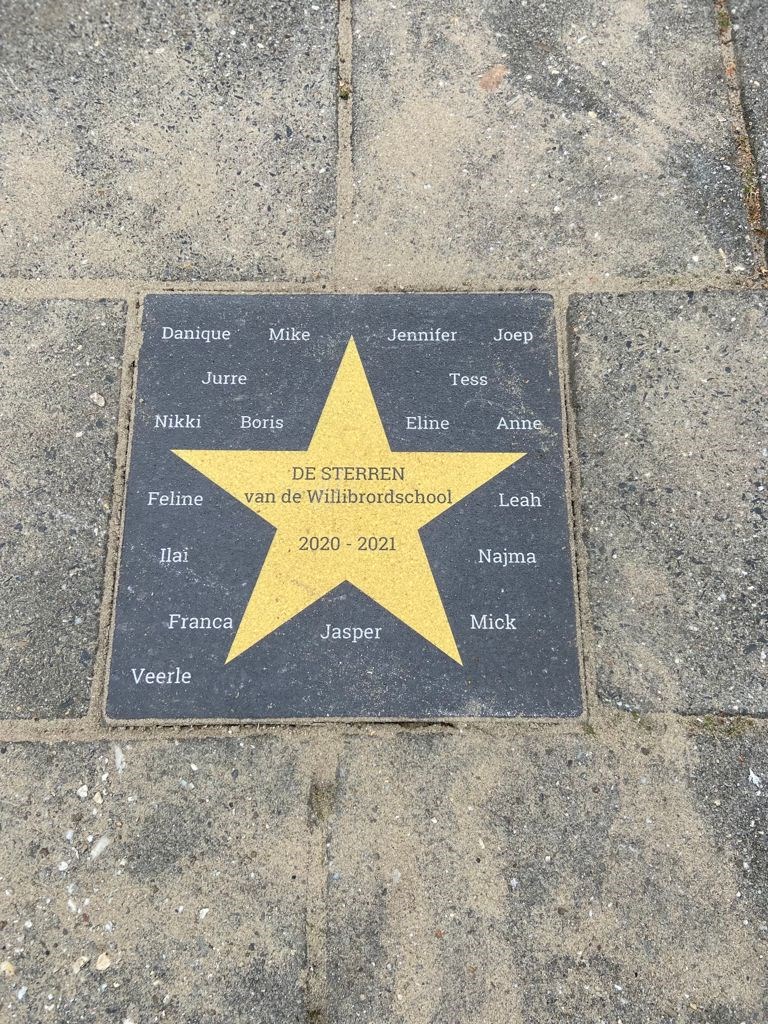 Danique Mike Jennifer Joep
Jurre Tess
Nikki Boris Eline Anne
DE STERREN
van de Willibrordschool
Feline Leah
2020 - 2021
Ilai Najma
Franca Jasper Mick
Veerle